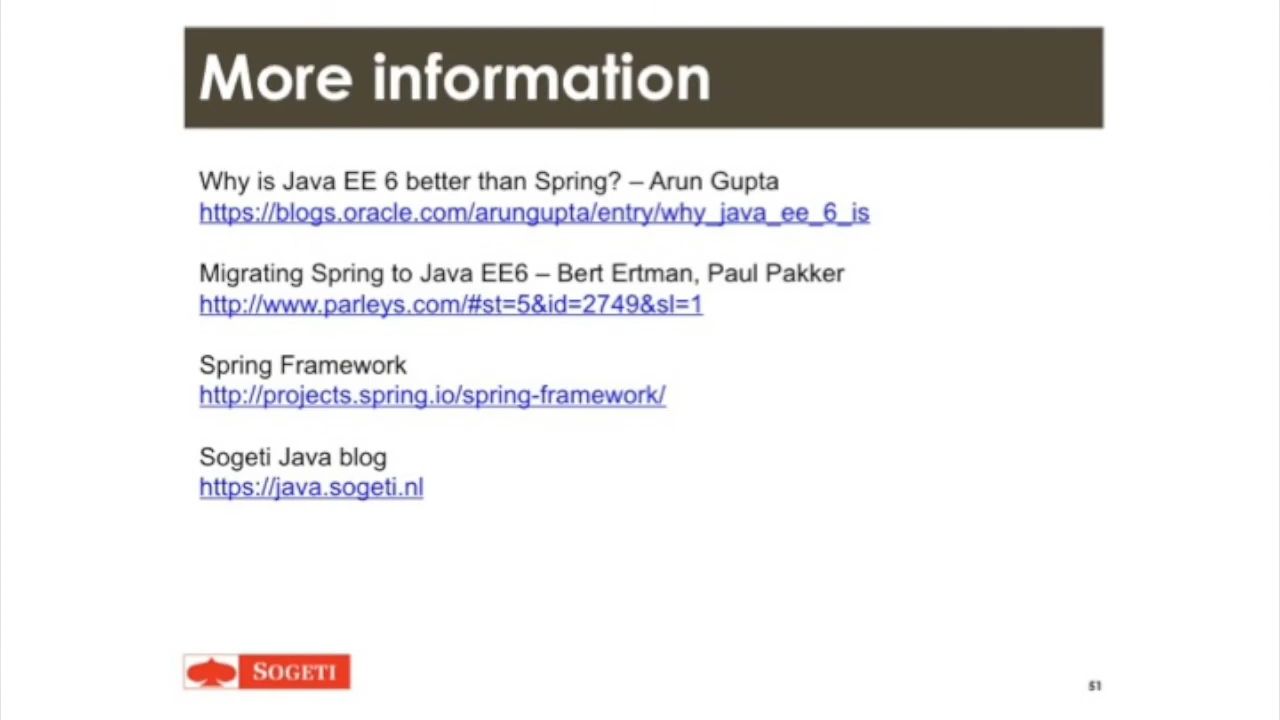 More information
Why is Java EE 6 better than Spring? – Arun Gupta
https://blogs.oracle.com/arungupta/entry/why_java_ee_6_is
Migrating Spring to Java EE6 – Bert Ertman, Paul Pakker
http://www.parleys.com/#st=5&id=2749&sl=1
Spring Framework
http://projects.spring.io/spring-framework/
Sogeti Java blog
https://java.sogeti.nl
SOGETI
51